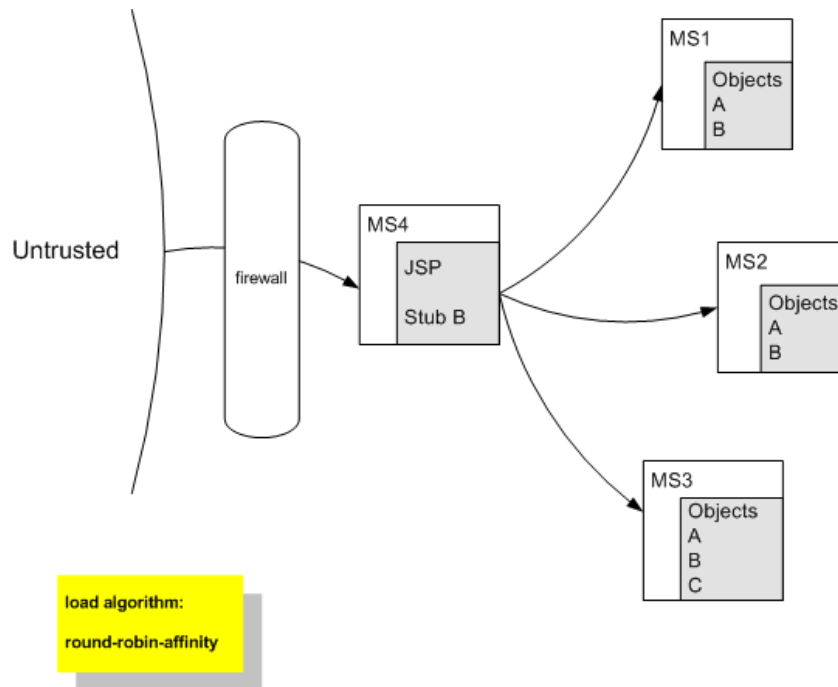 MS1
Objects
A
B
Untrusted
firewall
MS4
JSP
Stub B
MS2
Objects
A
B
MS3
Objects
A
B
C
load algorithm:
round-robin-affinity